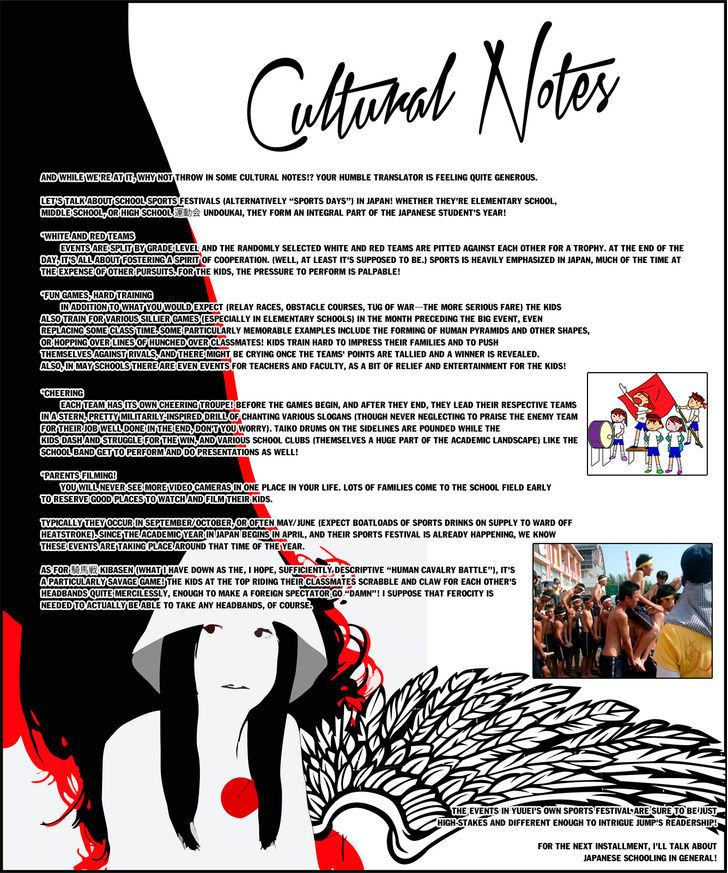 Cultural Notes
AND WHILE WE'RE AT IT, WHY NOT THROW IN SOME CULTURAL NOTES!? YOUR HUMBLE TRANSLATOR IS FEELING QUITE GENEROUS.
LET'S TALK ABOUT SCHOOL SPORTS FESTIVALS (ALTERNATIVELY "SPORTS DAYS") IN JAPAN! WHETHER THEY'RE ELEMENTARY SCHOOL,
MIDDLE SCHOOL, OR HIGH SCHOOL 運動会 UNDOUKAI, THEY FORM AN INTEGRAL PART OF THE JAPANESE STUDENT'S YEAR!
*WHITE AND RED TEAMS
EVENTS ARE SPLIT BY GRADE LEVEL AND THE RANDOMLY SELECTED WHITE AND RED TEAMS ARE PITTED AGAINST EACH OTHER FOR A TROPHY. AT THE END OF THE
DAY, IT'S ALL ABOUT FOSTERING A SPIRIT OF COOPERATION. (WELL, AT LEAST IT'S SUPPOSED TO BE.) SPORTS IS HEAVILY EMPHASIZED IN JAPAN, MUCH OF THE TIME AT
THE EXPENSE OF OTHER PURSUITS. FOR THE KIDS, THE PRESSURE TO PERFORM IS PALPABLE!
*FUN GAMES, HARD TRAINING
IN ADDITION TO WHAT YOU WOULD EXPECT (RELAY RACES, OBSTACLE COURSES, TUG OF WAR—THE MORE SERIOUS FARE) THE KIDS
ALSO TRAIN FOR VARIOUS SILLIER GAMES (ESPECIALLY IN ELEMENTARY SCHOOLS) IN THE MONTH PRECEDING THE BIG EVENT, EVEN
REPLACING SOME CLASS TIME. SOME PARTICULARLY MEMORABLE EXAMPLES INCLUDE THE FORMING OF HUMAN PYRAMIDS AND OTHER SHAPES,
OR HOPPING OVER LINES OF HUNCHED OVER CLASSMATES! KIDS TRAIN HARD TO IMPRESS THEIR FAMILIES AND TO PUSH
THEMSELVES AGAINST RIVALS, AND THERE MIGHT BE CRYING ONCE THE TEAMS' POINTS ARE TALLIED AND A WINNER IS REVEALED.
ALSO, IN MAY SCHOOLS THERE ARE EVEN EVENTS FOR TEACHERS AND FACULTY, AS A BIT OF RELIEF AND ENTERTAINMENT FOR THE KIDS!
*CHEERING
EACH TEAM HAS ITS OWN CHEERING TROUPE! BEFORE THE GAMES BEGIN, AND AFTER THEY END, THEY LEAD THEIR RESPECTIVE TEAMS
IN A STERN, PRETTY MILITARILY-INSPIRED DRILL OF CHANTING VARIOUS SLOGANS (THOUGH NEVER NEGLECTING TO PRAISE THE ENEMY TEAM
FOR THEIR JOB WELL DONE IN THE END, DON'T YOU WORRY). TAIKO DRUMS ON THE SIDELINES ARE POUNDED WHILE THE
KIDS DASH AND STRUGGLE FOR THE WIN, AND VARIOUS SCHOOL CLUBS (THEMSELVES A HUGE PART OF THE ACADEMIC LANDSCAPE) LIKE THE
SCHOOL BAND GET TO PERFORM AND DO PRESENTATIONS AS WELL!
*PARENTS FILMING!
YOU WILL NEVER SEE MORE VIDEO CAMERAS IN ONE PLACE IN YOUR LIFE. LOTS OF FAMILIES COME TO THE SCHOOL FIELD EARLY
TO RESERVE GOOD PLACES TO WATCH AND FILM THEIR KIDS.
TYPICALLY THEY OCCUR IN SEPTEMBER/OCTOBER, OR OFTEN MAY/JUNE (EXPECT BOATLOADS OF SPORTS DRINKS ON SUPPLY TO WARD OFF
HEATSTROKE). SINCE THE ACADEMIC YEAR IN JAPAN BEGINS IN APRIL, AND THEIR SPORTS FESTIVAL IS ALREADY HAPPENING, WE KNOW
THESE EVENTS ARE TAKING PLACE AROUND THAT TIME OF THE YEAR.
AS FOR 騎馬戦 KIBASEN (WHAT I HAVE DOWN AS THE, I HOPE, SUFFICIENTLY DESCRIPTIVE "HUMAN CAVALRY BATTLE"), IT'S
A PARTICULARLY SAVAGE GAME! THE KIDS AT THE TOP RIDING THEIR CLASSMATES SCRABBLE AND CLAW FOR EACH OTHER'S
HEADBANDS QUITE MERCILESSLY, ENOUGH TO MAKE A FOREIGN SPECTATOR GO "DAMN"! I SUPPOSE THAT FEROCITY IS
NEEDED TO ACTUALLY BE ABLE TO TAKE ANY HEADBANDS, OF COURSE.
THE EVENTS IN YUUEI'S OWN SPORTS FESTIVAL ARE SURE TO BE JUST
HIGH-STAKES AND DIFFERENT ENOUGH TO INTRIGUE JUMP'S READERSHIP!
FOR THE NEXT INSTALLMENT, I'LL TALK ABOUT
JAPANESE SCHOOLING IN GENERAL!